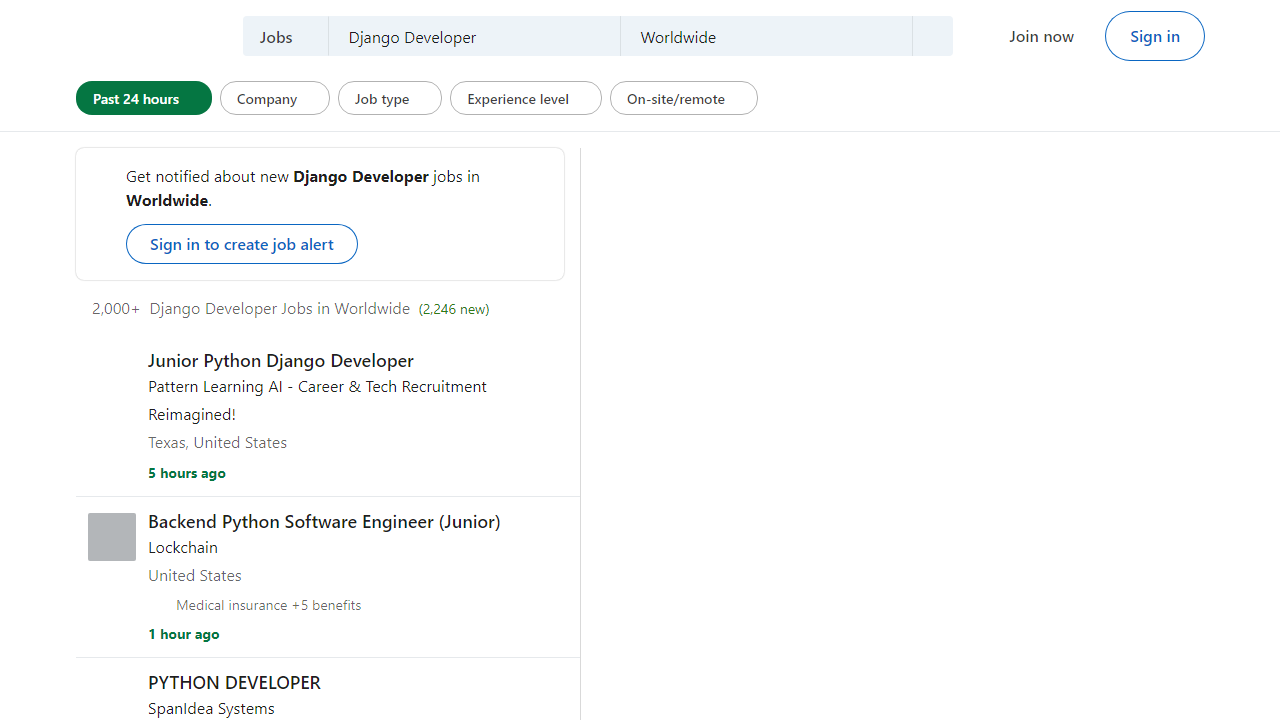 Jobs
Django Developer
Worldwide
Join now
Sign in
Past 24 hours
Company
Job type
Experience level
On-site/remote
Get notified about new Django Developer jobs in
Worldwide.
Sign in to create job alert
2,000+ Django Developer Jobs in Worldwide (2,246 new)
Junior Python Django Developer
Pattern Learning AI - Career & Tech Recruitment
Reimagined!
Texas, United States
5 hours ago
Backend Python Software Engineer (Junior)
Lockchain
United States
Medical insurance +5 benefits
1 hour ago
PYTHON DEVELOPER
SpanIdea Systems